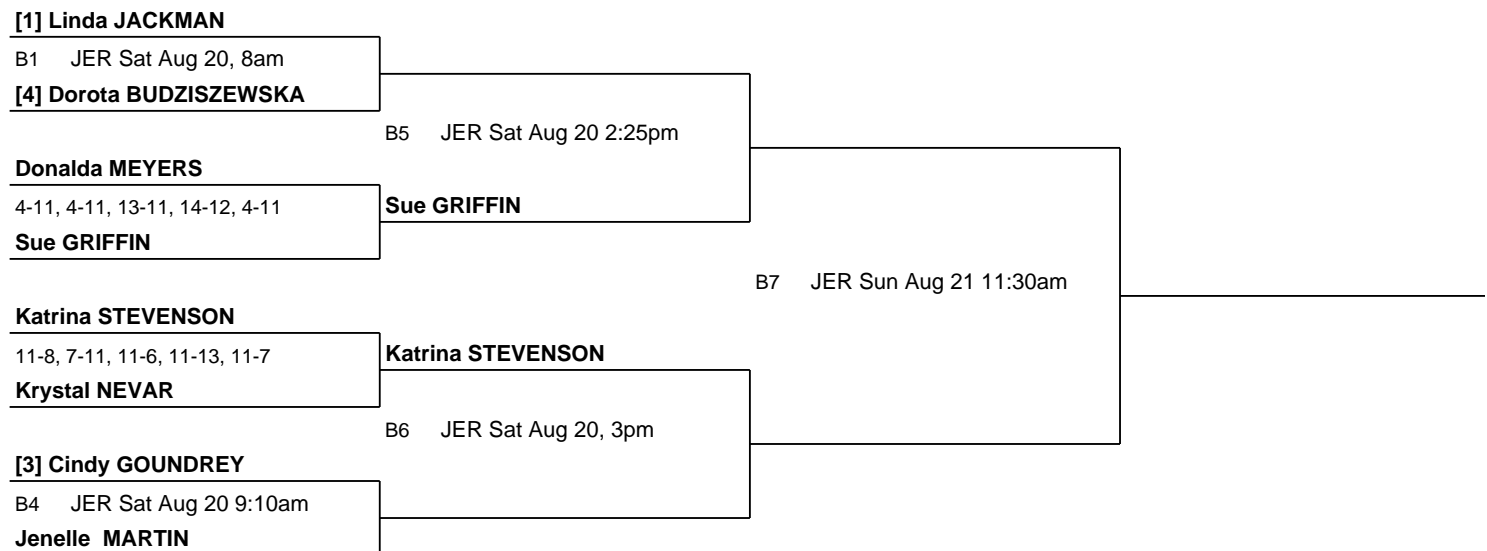 [1] Linda JACKMAN
B1 JER Sat Aug 20, 8am
[4] Dorota BUDZISZEWSKA
B5 JER Sat Aug 20 2:25pm
Donalda MEYERS
4-11, 4-11, 13-11, 14-12, 4-11
Sue GRIFFIN
Sue GRIFFIN
B7 JER Sun Aug 21 11:30am
Katrina STEVENSON
11-8, 7-11, 11-6, 11-13, 11-7
Katrina STEVENSON
Krystal NEVAR
B6 JER Sat Aug 20, 3pm
[3] Cindy GOUNDREY
B4 JER Sat Aug 20 9:10am
Jenelle MARTIN